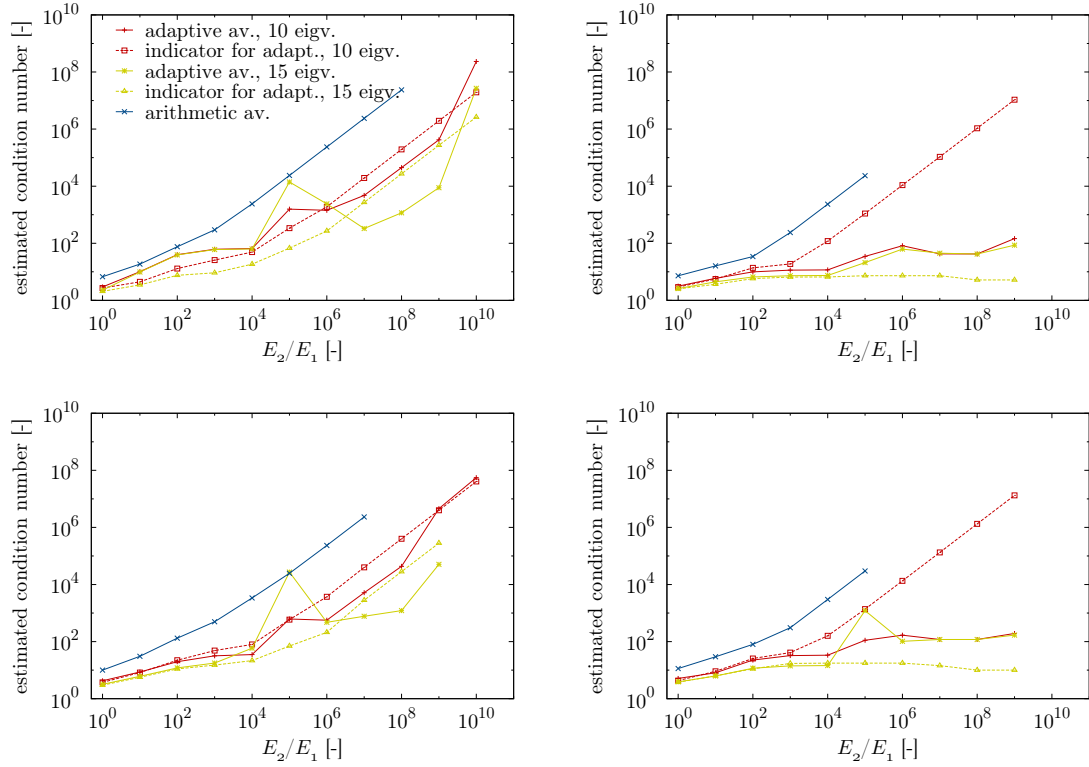 estimated condition number [-]
10^10
10^8
10^6
10^4
10^2
10^0
adaptive av., 10 eigv.
indicator for adapt., 10 eigv.
adaptive av., 15 eigv.
indicator for adapt., 15 eigv.
arithmetic av.
10^0 10^2 10^4 10^6 10^8 10^10
E_2/E_1 [-]
estimated condition number [-]
10^10
10^8
10^6
10^4
10^2
10^0
10^0 10^2 10^4 10^6 10^8 10^10
E_2/E_1 [-]
estimated condition number [-]
10^10
10^8
10^6
10^4
10^2
10^0
10^0 10^2 10^4 10^6 10^8 10^10
E_2/E_1 [-]
estimated condition number [-]
10^10
10^8
10^6
10^4
10^2
10^0
10^0 10^2 10^4 10^6 10^8 10^10
E_2/E_1 [-]